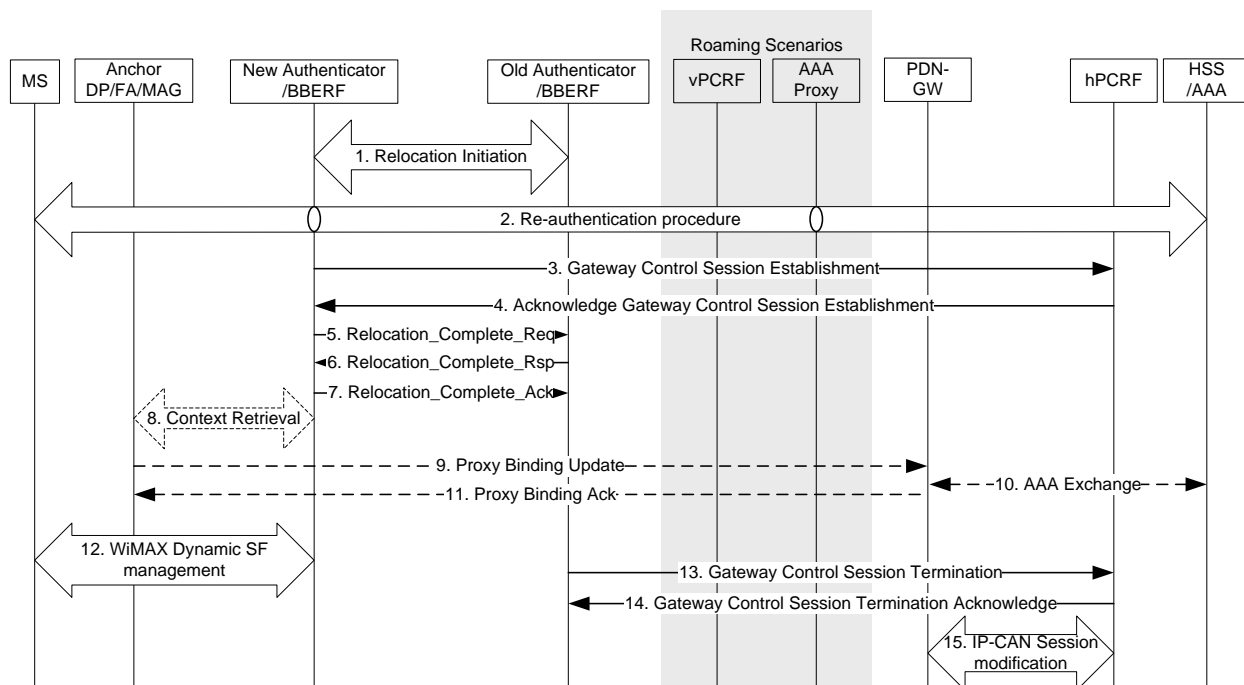 Roaming Scenarios
MS
Anchor
DP/FA/MAG
New Authenticator
/BBERF
Old Authenticator
/BBERF
vPCRF
AAA
Proxy
PDN-
GW
hPCRF
HSS
/AAA
1. Relocation Initiation
2. Re-authentication procedure
3. Gateway Control Session Establishment
4. Acknowledge Gateway Control Session Establishment
5. Relocation_Complete_Req
6. Relocation_Complete_Rsp
7. Relocation_Complete_Ack
8. Context Retrieval
9. Proxy Binding Update
10. AAA Exchange
11. Proxy Binding Ack
12. WiMAX Dynamic SF
management
13. Gateway Control Session Termination
14. Gateway Control Session Termination Acknowledge
15. IP-CAN Session
modification